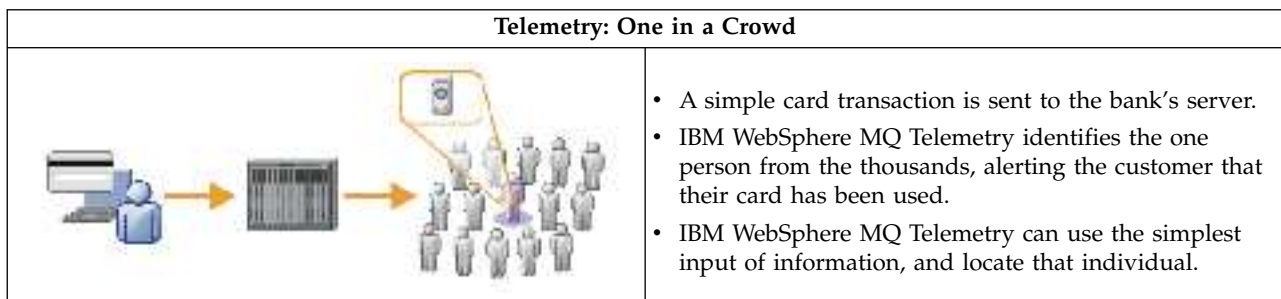 Telemetry: One in a Crowd
• A simple card transaction is sent to the bank's server.
• IBM WebSphere MQ Telemetry identifies the one
person from the thousands, alerting the customer that
their card has been used.
• IBM WebSphere MQ Telemetry can use the simplest
input of information, and locate that individual.